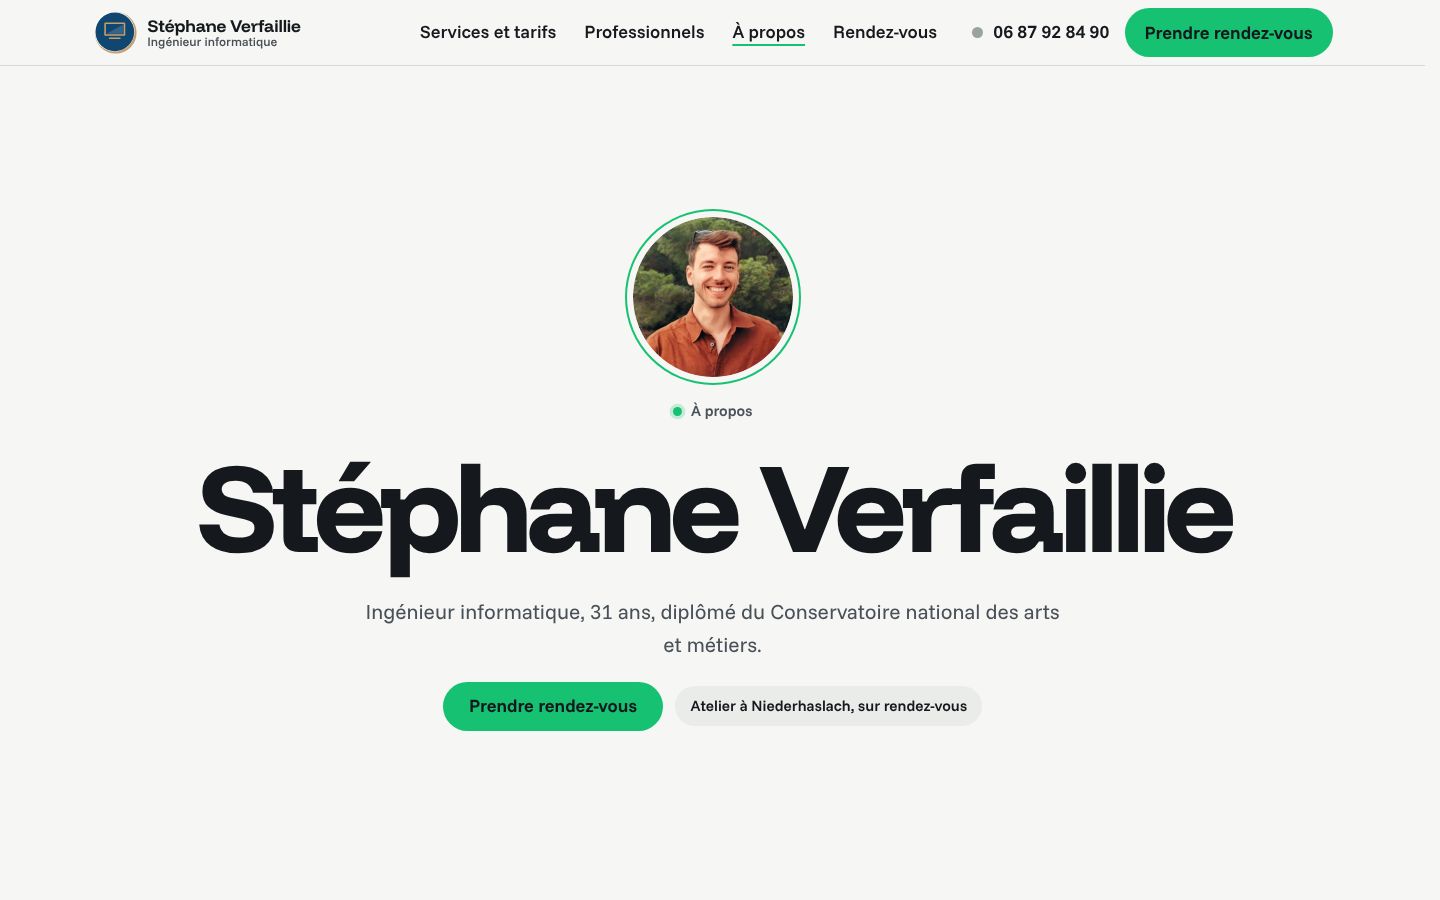 Stéphane Verfaillie
Ingénieur informatique
Services et tarifs
Professionnels
À propos
Rendez-vous
06 87 92 84 90
Prendre rendez-vous
À propos
Stéphane Verfaillie
Ingénieur informatique, 31 ans, diplômé du Conservatoire national des arts
et métiers.
Prendre rendez-vous
Atelier à Niederhaslach, sur rendez-vous